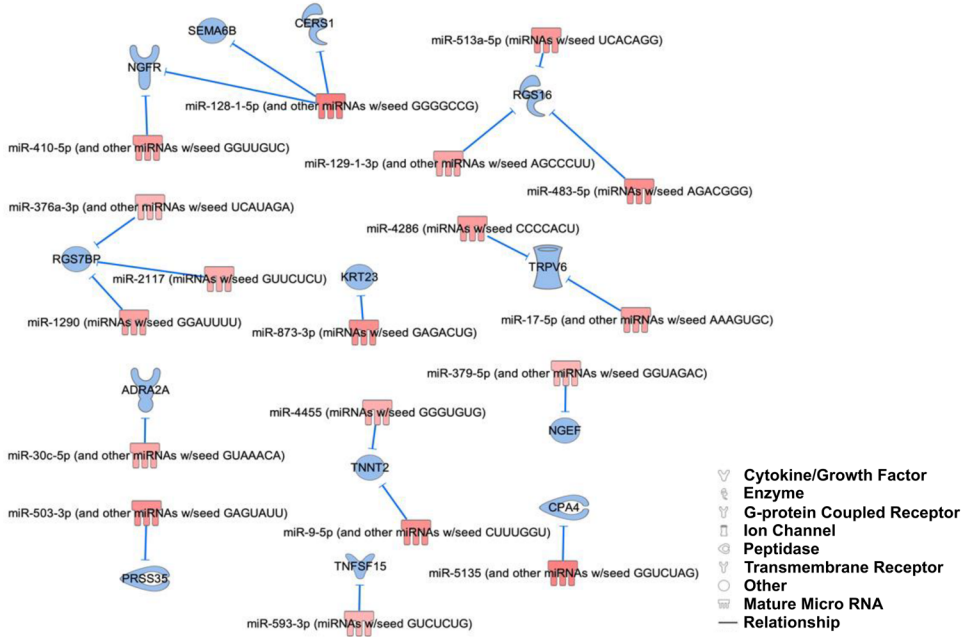 CERS1
SEMA6B
miR-513a-5p (miRNAs w/seed UCACAGG)
NGFR
RGS16
miR-128-1-5p (and other miRNAs w/seed GGGGCCG)
miR-410-5p (and other miRNAs w/seed GGUUGUC)
miR-129-1-3p (and other miRNAs w/seed AGCCCUU)
miR-483-5p (miRNAs w/seed AGACGGG)
miR-376a-3p (and other miRNAs w/seed UCAUAGA)
miR-4286 (miRNAs w/seed CCCCACU)
RGS7BP
TRPV6
miR-2117 (miRNAs w/seed GUUCUCU)
KRT23
miR-1290 (miRNAs w/seed GGAUUUU)
miR-17-5p (and other miRNAs w/seed AAAGUGC)
miR-873-3p (miRNAs w/seed GAGACUG)
miR-379-5p (and other miRNAs w/seed GGUAGAC)
ADRA2A
miR-4455 (miRNAs w/seed GGGUGUG)
NGEF
miR-30c-5p (and other miRNAs w/seed GUAAACA)
TNNT2
Cytokine/Growth Factor
Enzyme
miR-503-3p (and other miRNAs w/seed GAGUAUU)
CPA4
G-protein Coupled Receptor
Ion Channel
miR-9-5p (and other miRNAs w/seed CUUUGGU)
Peptidase
TNFSF15
Transmembrane Receptor
miR-5135 (and other miRNAs w/seed GGUCUAG)
PRSS35
Other
Mature Micro RNA
miR-593-3p (miRNAs w/seed GUCUCUG)
Relationship